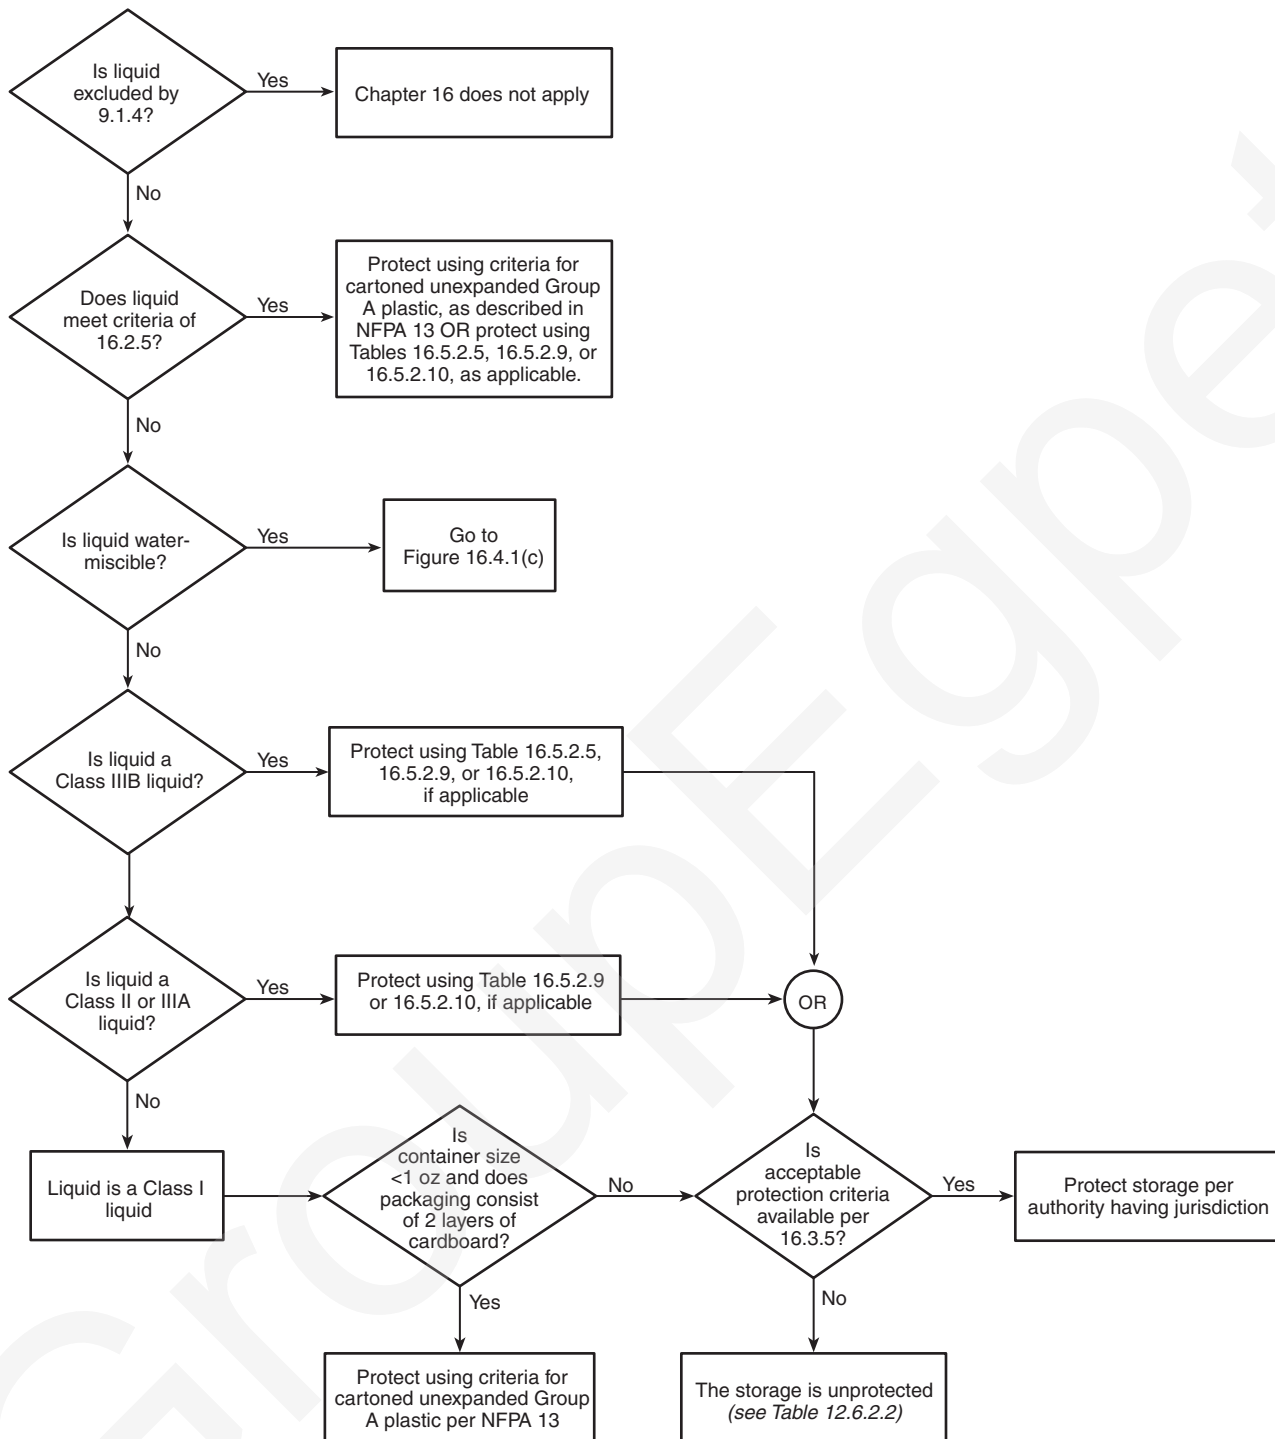 Is liquid
excluded by
9.1.4?
Yes
Chapter 16 does not apply
No
Does liquid
meet criteria of
16.2.5?
Yes
Protect using criteria for
cartoned unexpanded Group
A plastic, as described in
NFPA 13 OR protect using
Tables 16.5.2.5, 16.5.2.9, or
16.5.2.10, as applicable.
No
Is liquid water-
miscible?
Yes
Go to
Figure 16.4.1(c)
No
Is liquid a
Class IIIB liquid?
Yes
Protect using Table 16.5.2.5,
16.5.2.9, or 16.5.2.10,
if applicable
Is liquid a
Class II or IIIA
liquid?
Yes
Protect using Table 16.5.2.9
or 16.5.2.10, if applicable
OR
No
Liquid is a Class I
liquid
Is
container size
<1 oz and does
packaging consist
of 2 layers of
cardboard?
No
Is
acceptable
protection criteria
available per
16.3.5?
Yes
Protect storage per
authority having jurisdiction
Yes
Protect using criteria for
cartoned unexpanded Group
A plastic per NFPA 13
No
The storage is unprotected
(see Table 12.6.2.2)
GroupEgpet